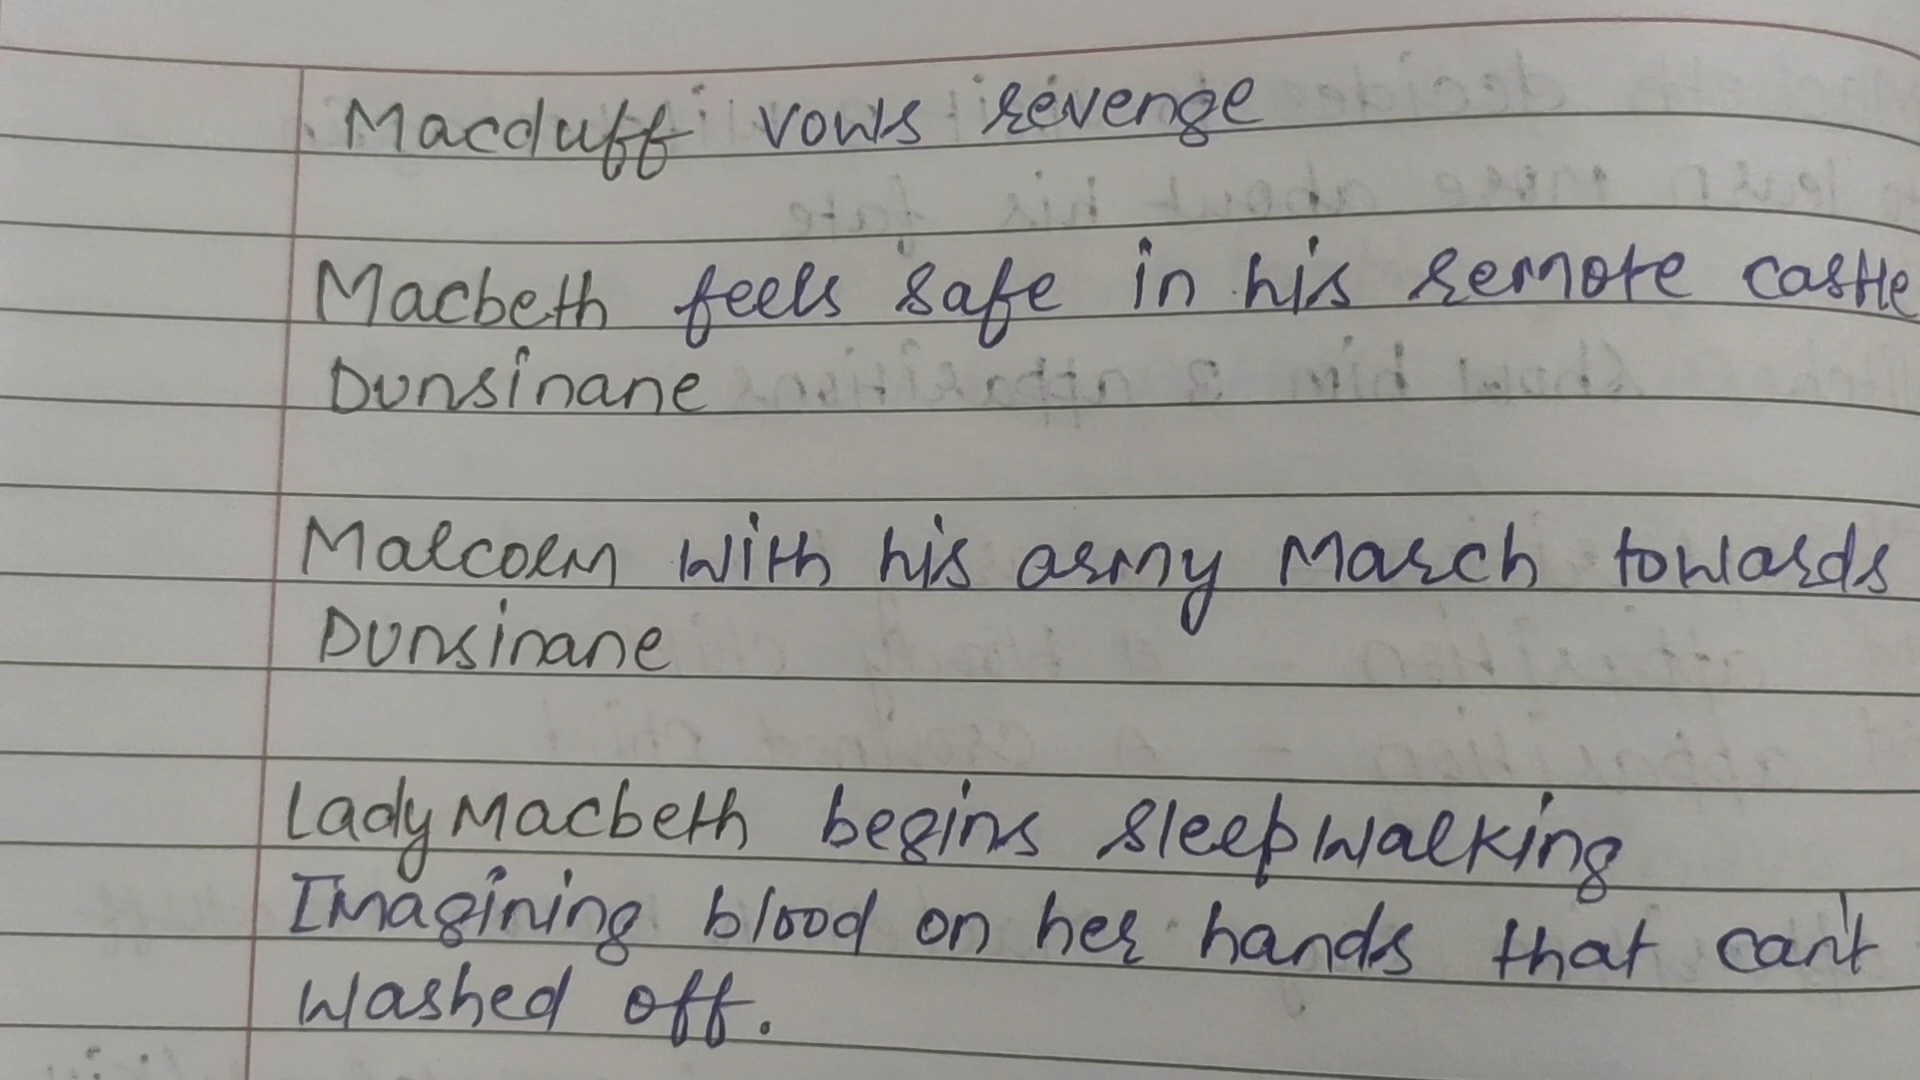 Macduff vows revenge
Macbeth feels safe in his remote castle
Dunsinane
Malcolm with his army March towards
Dunsinane
Lady Macbeth begins sleepwalking
Imagining blood on her hands that can't
washed off.